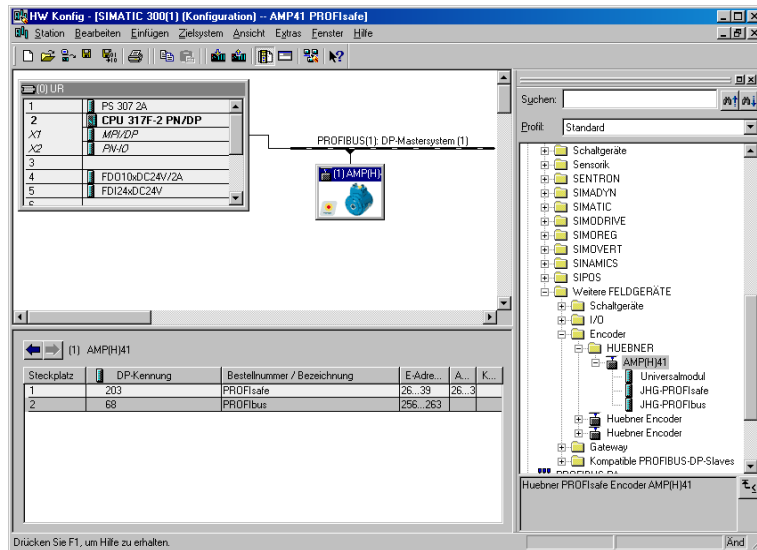 HW Konfig - [SIMATIC 300(1) (Konfiguration) -- AMP41 PROFIsafe]
Station Bearbeiten Einfügen Zielsystem Ansicht Extras Fenster Hilfe
(0) UR
1 PS 307 2A
2 CPU 317F-2 PN/DP
X1 MPI/DP
X2 PN-IO
3
4 FDO10xDC24V/2A
5 FDI24xDC24V
PROFIBUS(1): DP-Mastersystem (1)
(1) AMP(H)
Suchen:
Profil: Standard
Schaltgeräte
Sensorik
SENTRON
SIMADYN
SIMATIC
SIMODRIVE
SIMOREG
SIMOVERT
SINAMICS
SIPOS
Weitere FELDGERÄTE
Schaltgeräte
I/O
Encoder
HUEBNER
AMP(H)41
Universalmodul
JHG-PROFIsafe
JHG-PROFIbus
Huebner Encoder
Huebner Encoder
Gateway
Kompatible PROFIBUS-DP-Slaves
PROFIBUS-PA
Huebner PROFIsafe Encoder AMP(H)41
(1) AMP(H)41
Steckplatz DP-Kennung Bestellnummer / Bezeichnung E-Adre... A... K...
1 203 PROFIsafe 26...39 26...3
2 68 PROFIbus 256...263
Drücken Sie F1, um Hilfe zu erhalten.
Änd